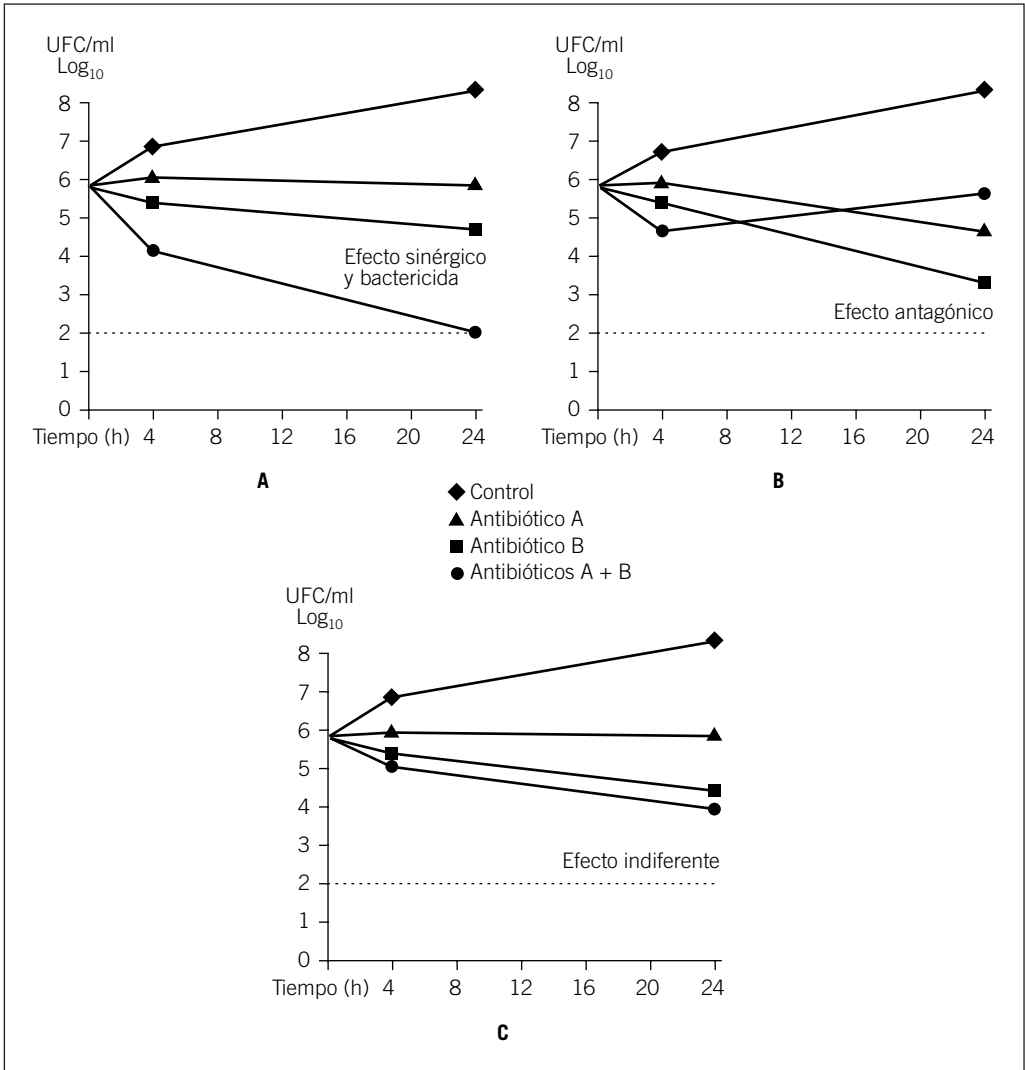 UFC/ml
Log10
8
7
6
5
4
3
2
1
0
Efecto sinérgico
y bactericida
Tiempo (h) 4 8 12 16 20 24
A
UFC/ml
Log10
8
7
6
5
4
3
2
1
0
Efecto antagónico
Tiempo (h) 4 8 12 16 20 24
B
Control
Antibiótico A
Antibiótico B
Antibióticos A + B
UFC/ml
Log10
8
7
6
5
4
3
2
1
0
Efecto indiferente
Tiempo (h) 4 8 12 16 20 24
C